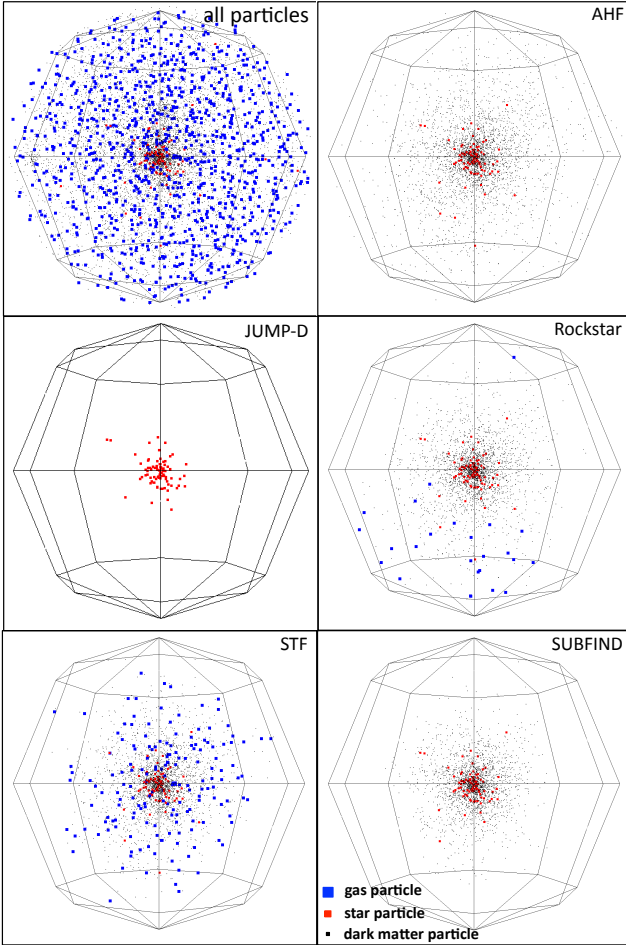 all particles
AHF
JUMP-D
Rockstar
STF
SUBFIND
gas particle
star particle
dark matter particle